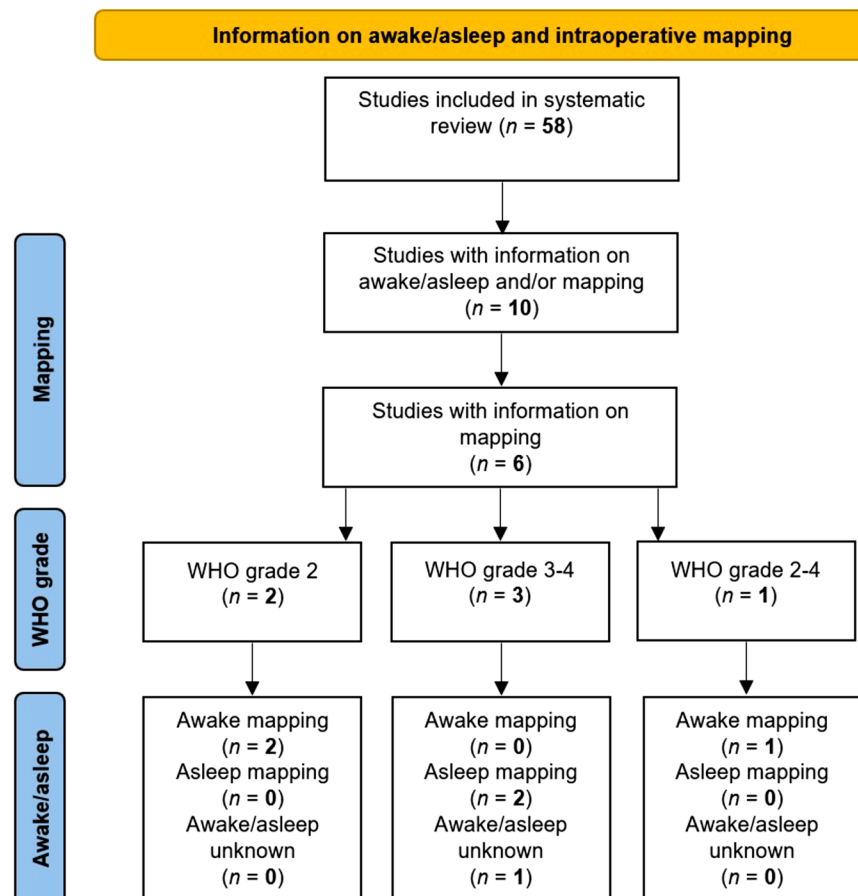 Information on awake/asleep and intraoperative mapping
Studies included in systematic
review (n = 58)
Mapping
Studies with information on
awake/asleep and/or mapping
(n = 10)
Studies with information on
mapping
(n = 6)
WHO grade
WHO grade 2
(n = 2)
WHO grade 3-4
(n = 3)
WHO grade 2-4
(n = 1)
Awake/asleep
Awake mapping
(n = 2)
Asleep mapping
(n = 0)
Awake/asleep
unknown
(n = 0)
Awake mapping
(n = 0)
Asleep mapping
(n = 2)
Awake/asleep
unknown
(n = 1)
Awake mapping
(n = 1)
Asleep mapping
(n = 0)
Awake/asleep
unknown
(n = 0)